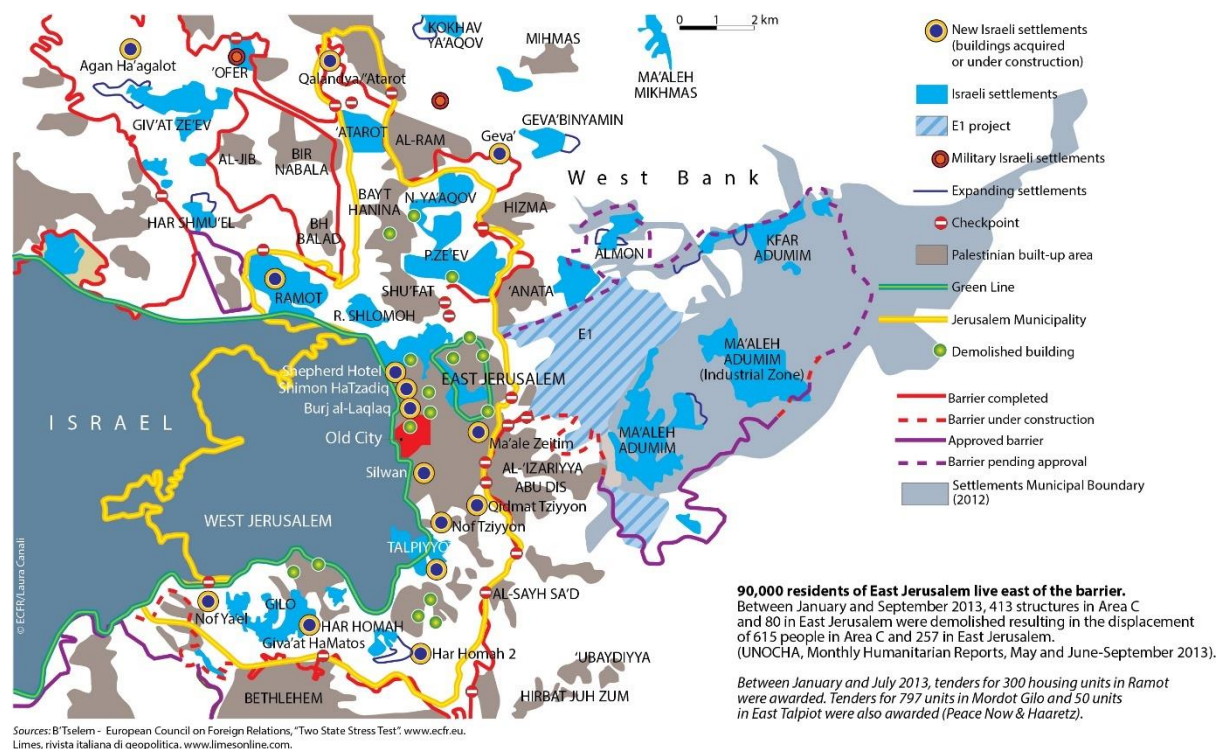 KOKHAV
YA'AQOV
MIHMAS
0 1 2 km
New Israeli settlements
(buildings acquired
or under construction)
Agan Ha'agalot
'OFER
Qalandya/'Atarot
MA'ALEH
MIKHMAS
GIV'AT ZE'EV
Israeli settlements
GEVA'BINYAMIN
E1 project
'ATAROT
AL-RAM
Geva'
BIR
NABALA
AL-JIB
Military Israeli settlements
West Bank
BAYT
HANINA
N. YA'AQOV
Expanding settlements
HAR SHMU'EL
BH
BALAD
HIZMA
Checkpoint
ALMON
KFAR
ADUMIM
Palestinian built-up area
P.ZE'EV
RAMOT
SHU'FAT
'ANATA
Green Line
R. SHLOMOH
Jerusalem Municipality
E1
MA'ALEH
ADUMIM
(Industrial Zone)
Demolished building
Shepherd Hotel
EAST JERUSALEM
Shimon HaTzadiq
Burj al-Laqlaq
Barrier completed
ISRAEL
Barrier under construction
Old City
Ma'ale Zeitim
MA'ALEH
ADUMIM
Approved barrier
Silwan
AL-'IZARIYYA
ABU DIS
Barrier pending approval
Settlements Municipal Boundary
(2012)
Qidmat Tziyyon
WEST JERUSALEM
Nof Tziyyon
TALPIYYO
© ECFR/Laura Canali
AL-SAYH SA'D
Nof Yael
GILO
HAR HOMAH
Giva'at HaMatos
Har Homah 2
'UBAYDIYYA
BETHLEHEM
HIRBAT JUH ZUM
90,000 residents of East Jerusalem live east of the barrier.
Between January and September 2013, 413 structures in Area C
and 80 in East Jerusalem were demolished resulting in the displacement
of 615 people in Area C and 257 in East Jerusalem.
(UNOCHA, Monthly Humanitarian Reports, May and June-September 2013).
Between January and July 2013, tenders for 300 housing units in Ramot
were awarded. Tenders for 797 units in Mordot Gilo and 50 units
in East Talpiot were also awarded (Peace Now & Haaretz).
Sources: B'Tselem - European Council on Foreign Relations, "Two State Stress Test". www.ecfr.eu.
Limes, rivista italiana di geopolitica. www.limesonline.com.